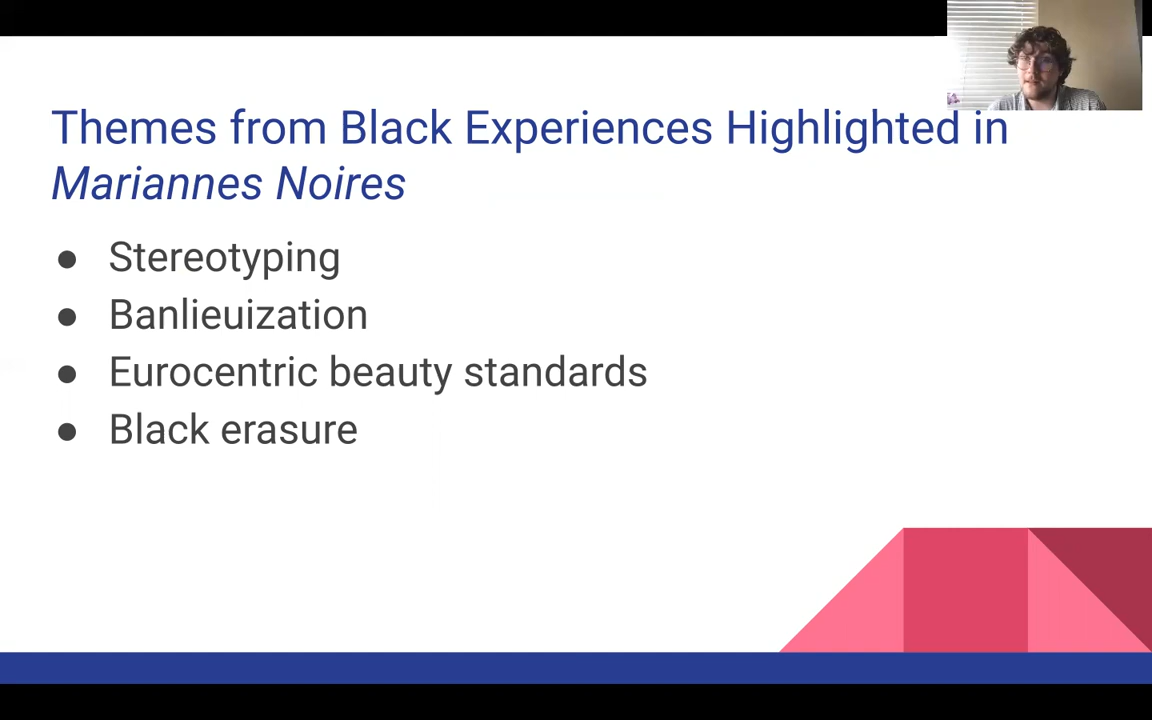 Themes from Black Experiences Highlighted in
Mariannes Noires
● Stereotyping
● Banlieuization
● Eurocentric beauty standards
● Black erasure